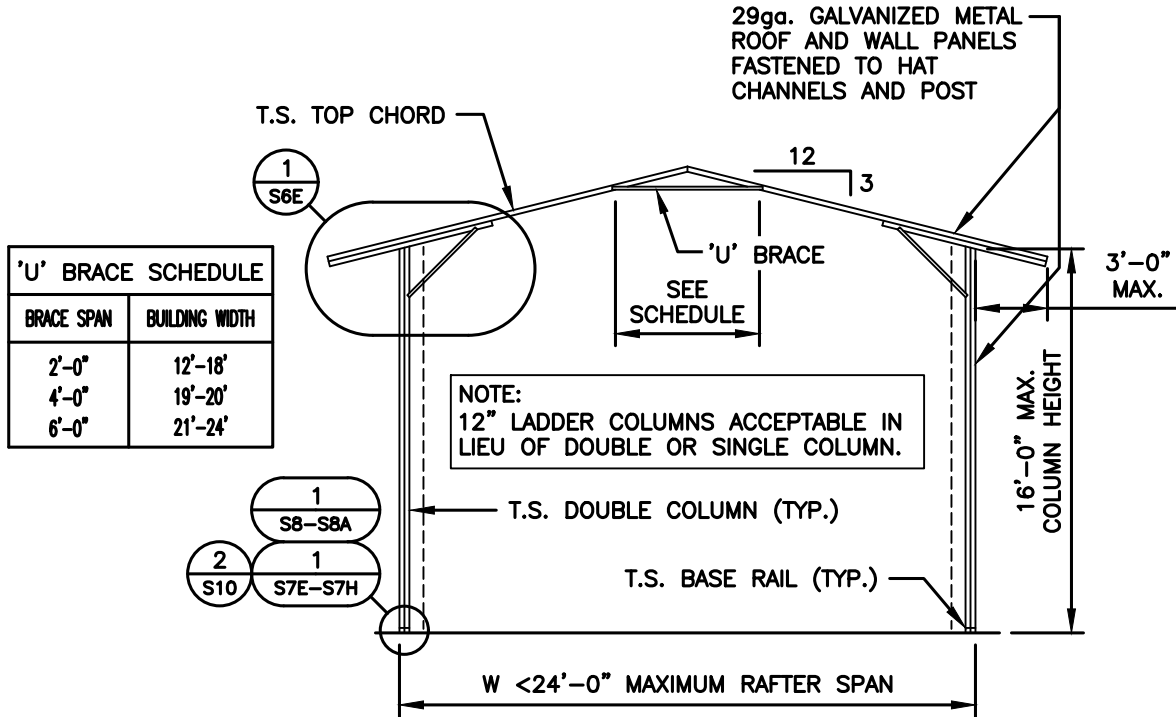 29ga. GALVANIZED METAL
ROOF AND WALL PANELS
FASTENED TO HAT
CHANNELS AND POST
T.S. TOP CHORD
12
3
1
S6E
'U' BRACE
SEE
SCHEDULE
3'-0"
MAX.
'U' BRACE SCHEDULE
BRACE SPAN BUILDING WIDTH
2'-0" 12'-18'
4'-0" 19'-20'
6'-0" 21'-24'
NOTE:
12" LADDER COLUMNS ACCEPTABLE IN
LIEU OF DOUBLE OR SINGLE COLUMN.
16'-0" MAX.
COLUMN HEIGHT
1
S8-S8A
T.S. DOUBLE COLUMN (TYP.)
2
S10
1
S7E-S7H
T.S. BASE RAIL (TYP.)
W <24'-0" MAXIMUM RAFTER SPAN